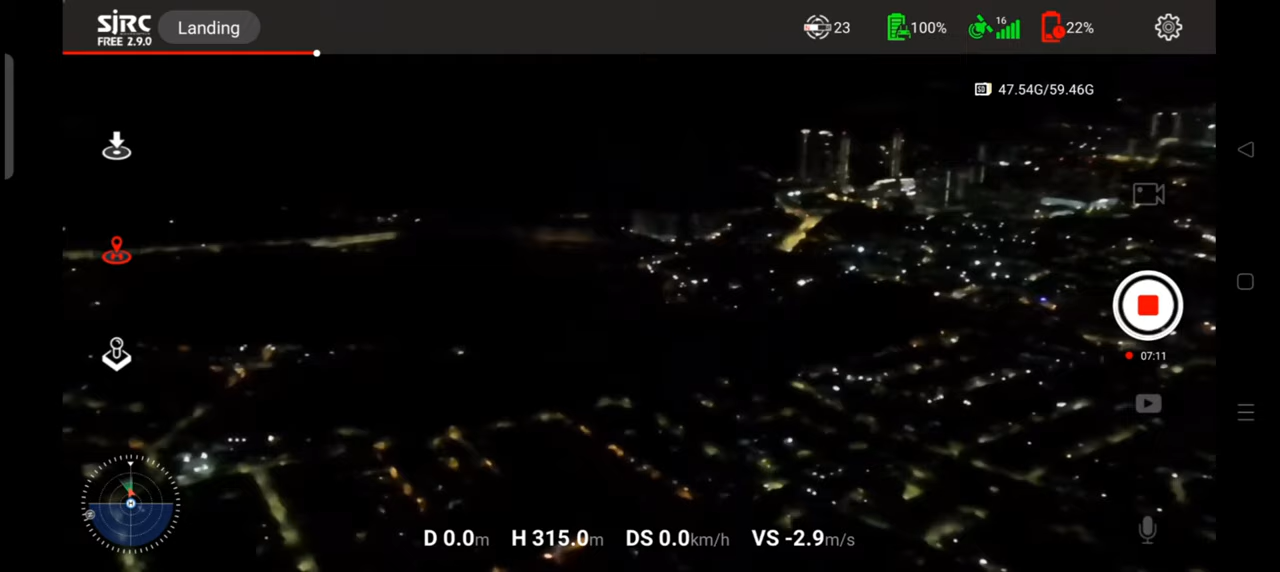 SJRC
FREE 2.9.0
Landing
23
100%
16
22%
SD 47.54G/59.46G
07:11
H
D 0.0m H 315.0m DS 0.0km/h VS -2.9m/s